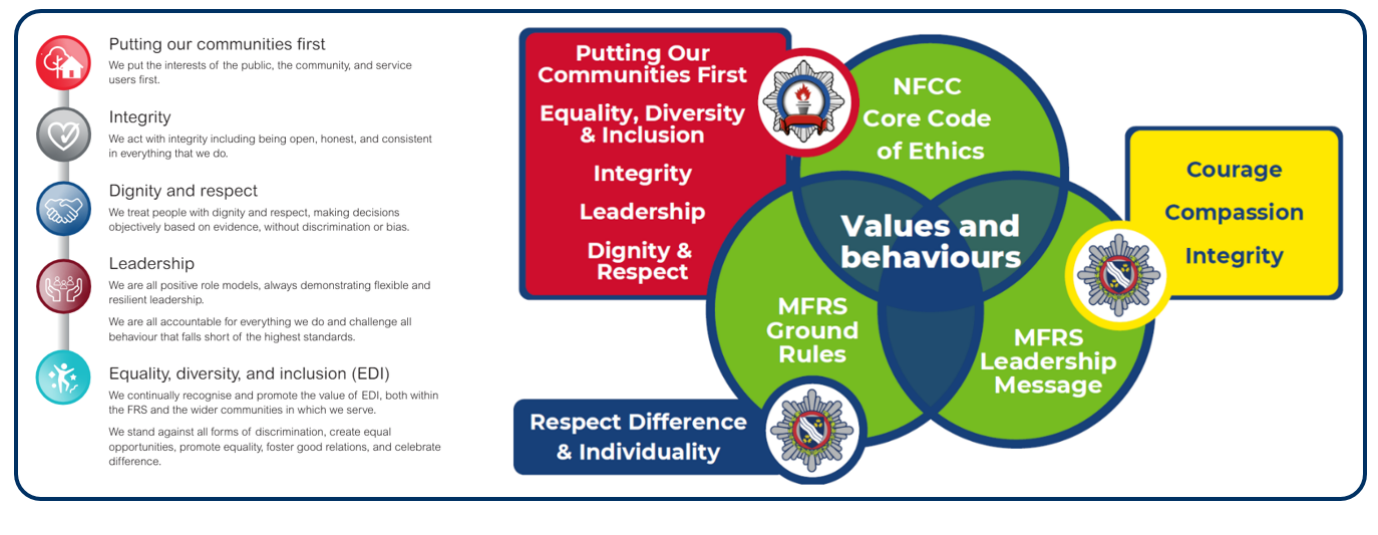 Putting our communities first
We put the interests of the public, the community, and service
users first.
Integrity
We act with integrity including being open, honest, and consistent
in everything that we do.
Dignity and respect
We treat people with dignity and respect, making decisions
objectively based on evidence, without discrimination or bias.
Leadership
We are all positive role models, always demonstrating flexible and
resilient leadership.
We are all accountable for everything we do and challenge all
behaviour that falls short of the highest standards.
Equality, diversity, and inclusion (EDI)
We continually recognise and promote the value of EDI, both within
the FRS and the wider communities in which we serve.
We stand against all forms of discrimination, create equal
opportunities, promote equality, foster good relations, and celebrate
difference.
Putting Our
Communities First
Equality, Diversity
& Inclusion
Integrity
Leadership
Dignity &
Respect
NFCC
Core Code
of Ethics
Values and
behaviours
MFRS
Ground
Rules
MFRS
Leadership
Message
Courage
Compassion
Integrity
Respect Difference
& Individuality